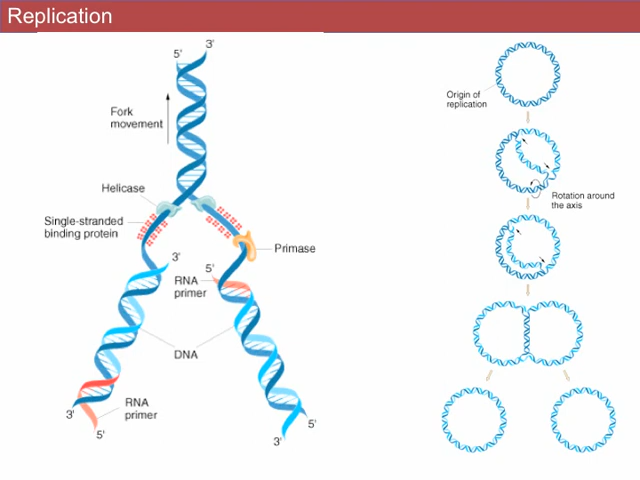 Replication
5'
3'
Fork
movement
Helicase
Single-stranded
binding protein
Primase
3'
5'
RNA
primer
DNA
RNA
primer
3'
5'
5'
3'
Origin of
replication
Rotation around
the axis